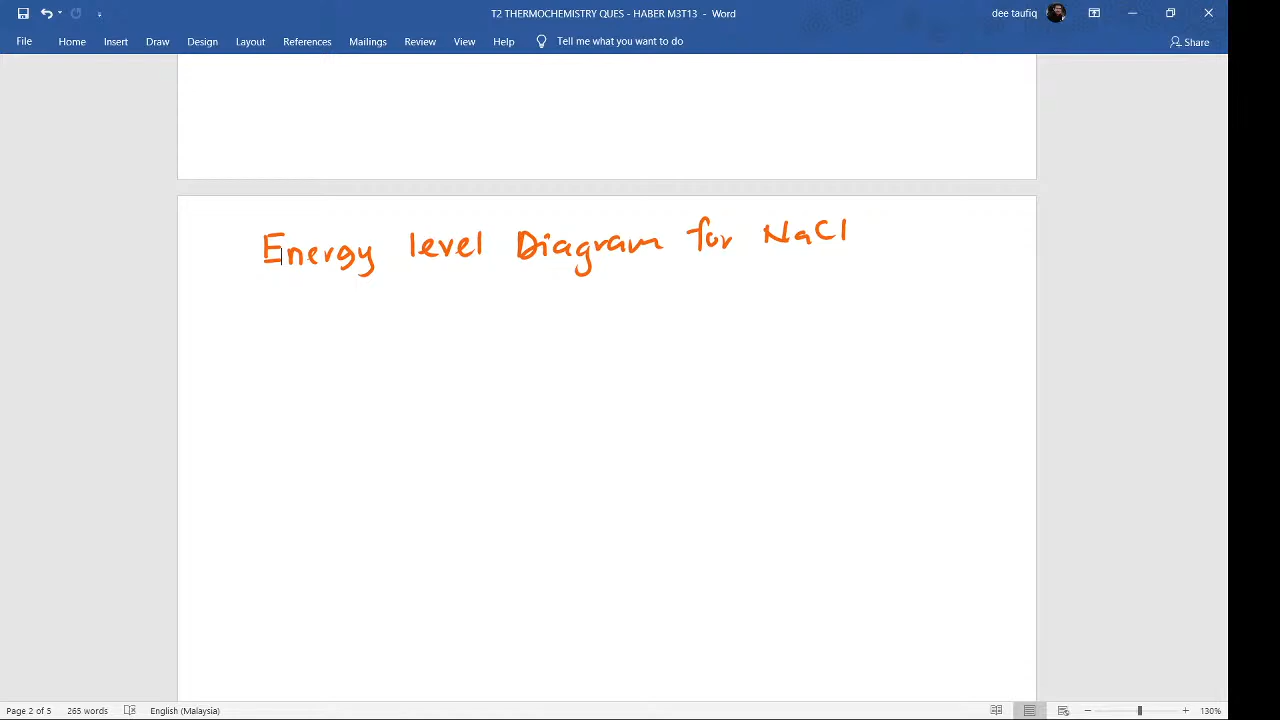 T2 THERMOCHEMISTRY QUES - HABER M3T13 - Word
dee taufiq
File Home Insert Draw Design Layout References Mailings Review View Help Tell me what you want to do
Share
Energy level Diagram for NaCl
Page 2 of 5 265 words English (Malaysia) 130%